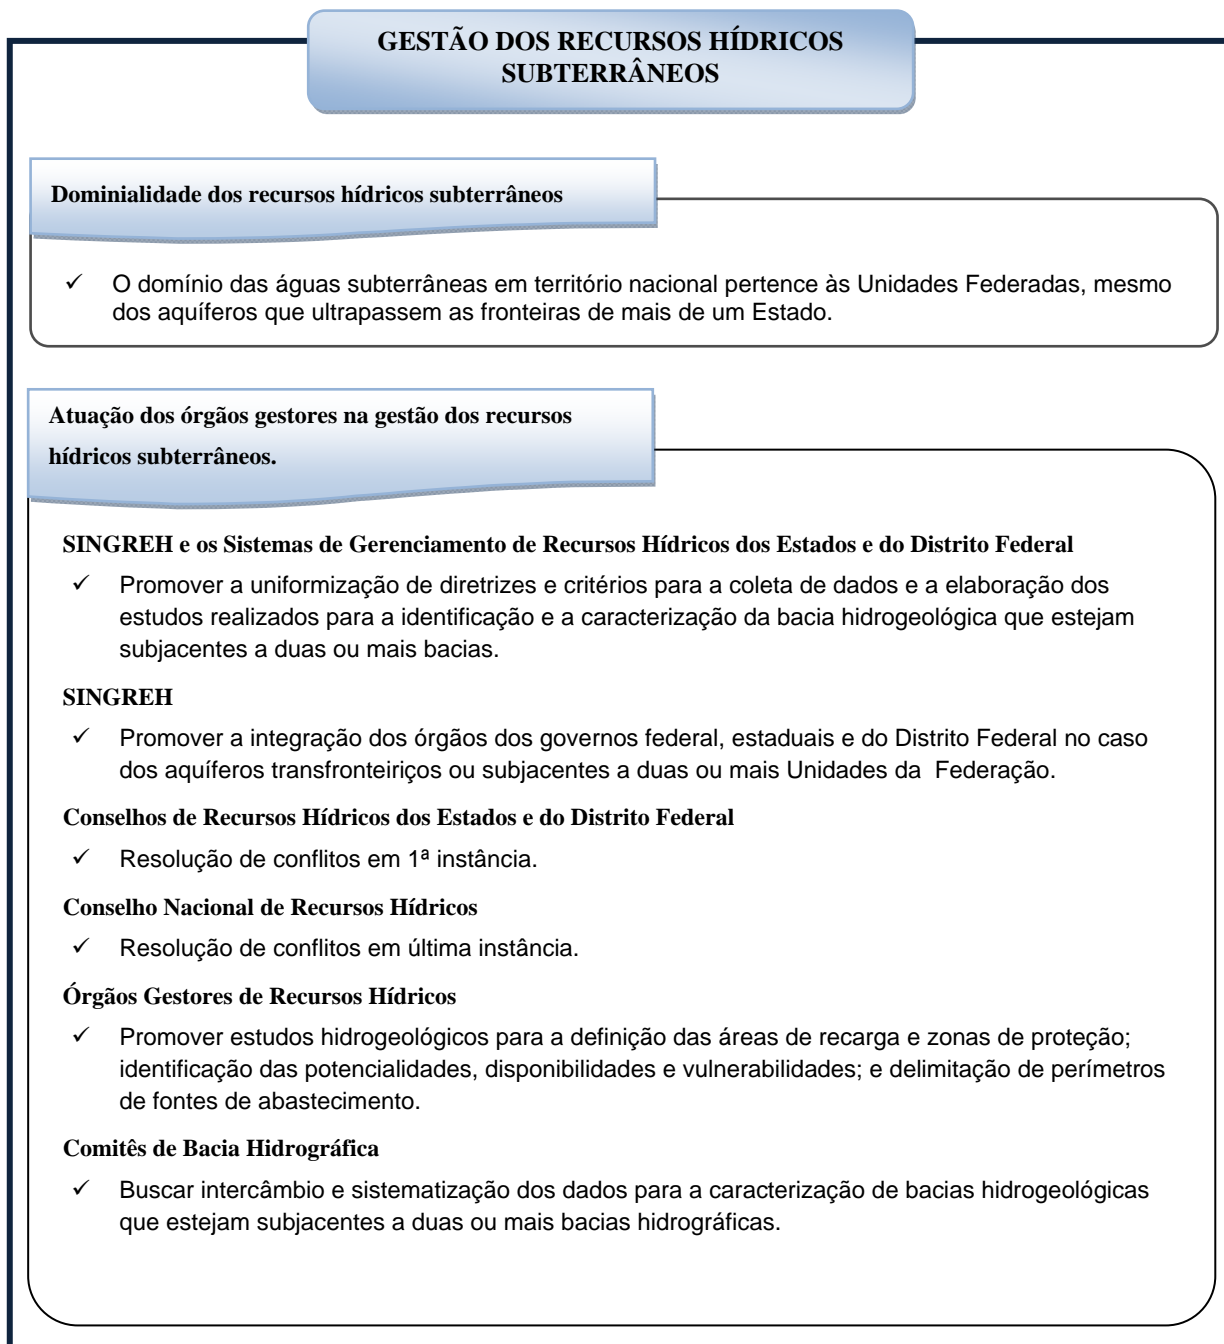 GESTÃO DOS RECURSOS HÍDRICOS
SUBTERRÂNEOS
Dominialidade dos recursos hídricos subterrâneos
✓ O domínio das águas subterrâneas em território nacional pertence às Unidades Federadas, mesmo
dos aquíferos que ultrapassem as fronteiras de mais de um Estado.
Atuação dos órgãos gestores na gestão dos recursos
hídricos subterrâneos.
SINGREH e os Sistemas de Gerenciamento de Recursos Hídricos dos Estados e do Distrito Federal
✓ Promover a uniformização de diretrizes e critérios para a coleta de dados e a elaboração dos
estudos realizados para a identificação e a caracterização da bacia hidrogeológica que estejam
subjacentes a duas ou mais bacias.
SINGREH
✓ Promover a integração dos órgãos dos governos federal, estaduais e do Distrito Federal no caso
dos aquíferos transfronteiriços ou subjacentes a duas ou mais Unidades da Federação.
Conselhos de Recursos Hídricos dos Estados e do Distrito Federal
✓ Resolução de conflitos em 1ª instância.
Conselho Nacional de Recursos Hídricos
✓ Resolução de conflitos em última instância.
Órgãos Gestores de Recursos Hídricos
✓ Promover estudos hidrogeológicos para a definição das áreas de recarga e zonas de proteção;
identificação das potencialidades, disponibilidades e vulnerabilidades; e delimitação de perímetros
de fontes de abastecimento.
Comitês de Bacia Hidrográfica
✓ Buscar intercâmbio e sistematização dos dados para a caracterização de bacias hidrogeológicas
que estejam subjacentes a duas ou mais bacias hidrográficas.